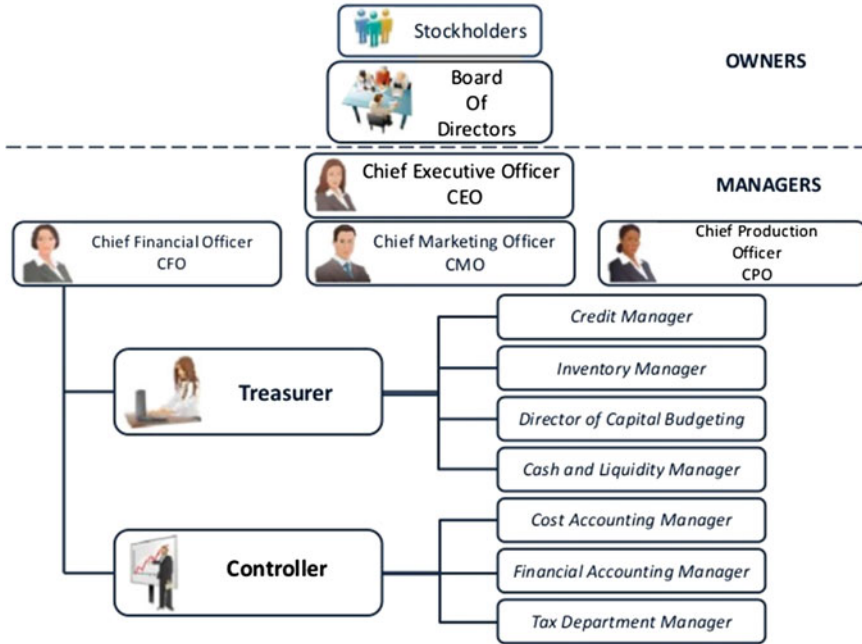 Stockholders
OWNERS
Board
Of
Directors
Chief Executive Officer
CEO
MANAGERS
Chief Financial Officer
CFO
Chief Marketing Officer
CMO
Chief Production
Officer
CPO
Treasurer
Credit Manager
Inventory Manager
Director of Capital Budgeting
Cash and Liquidity Manager
Controller
Cost Accounting Manager
Financial Accounting Manager
Tax Department Manager